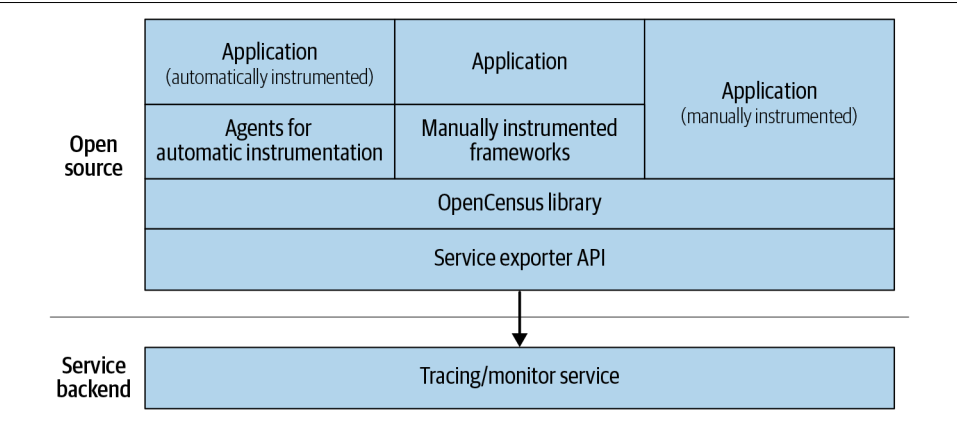 Open
source
Application
(automatically instrumented)
Application
Application
(manually instrumented)
Agents for
automatic instrumentation
Manually instrumented
frameworks
OpenCensus library
Service exporter API
Service
backend
Tracing/monitor service